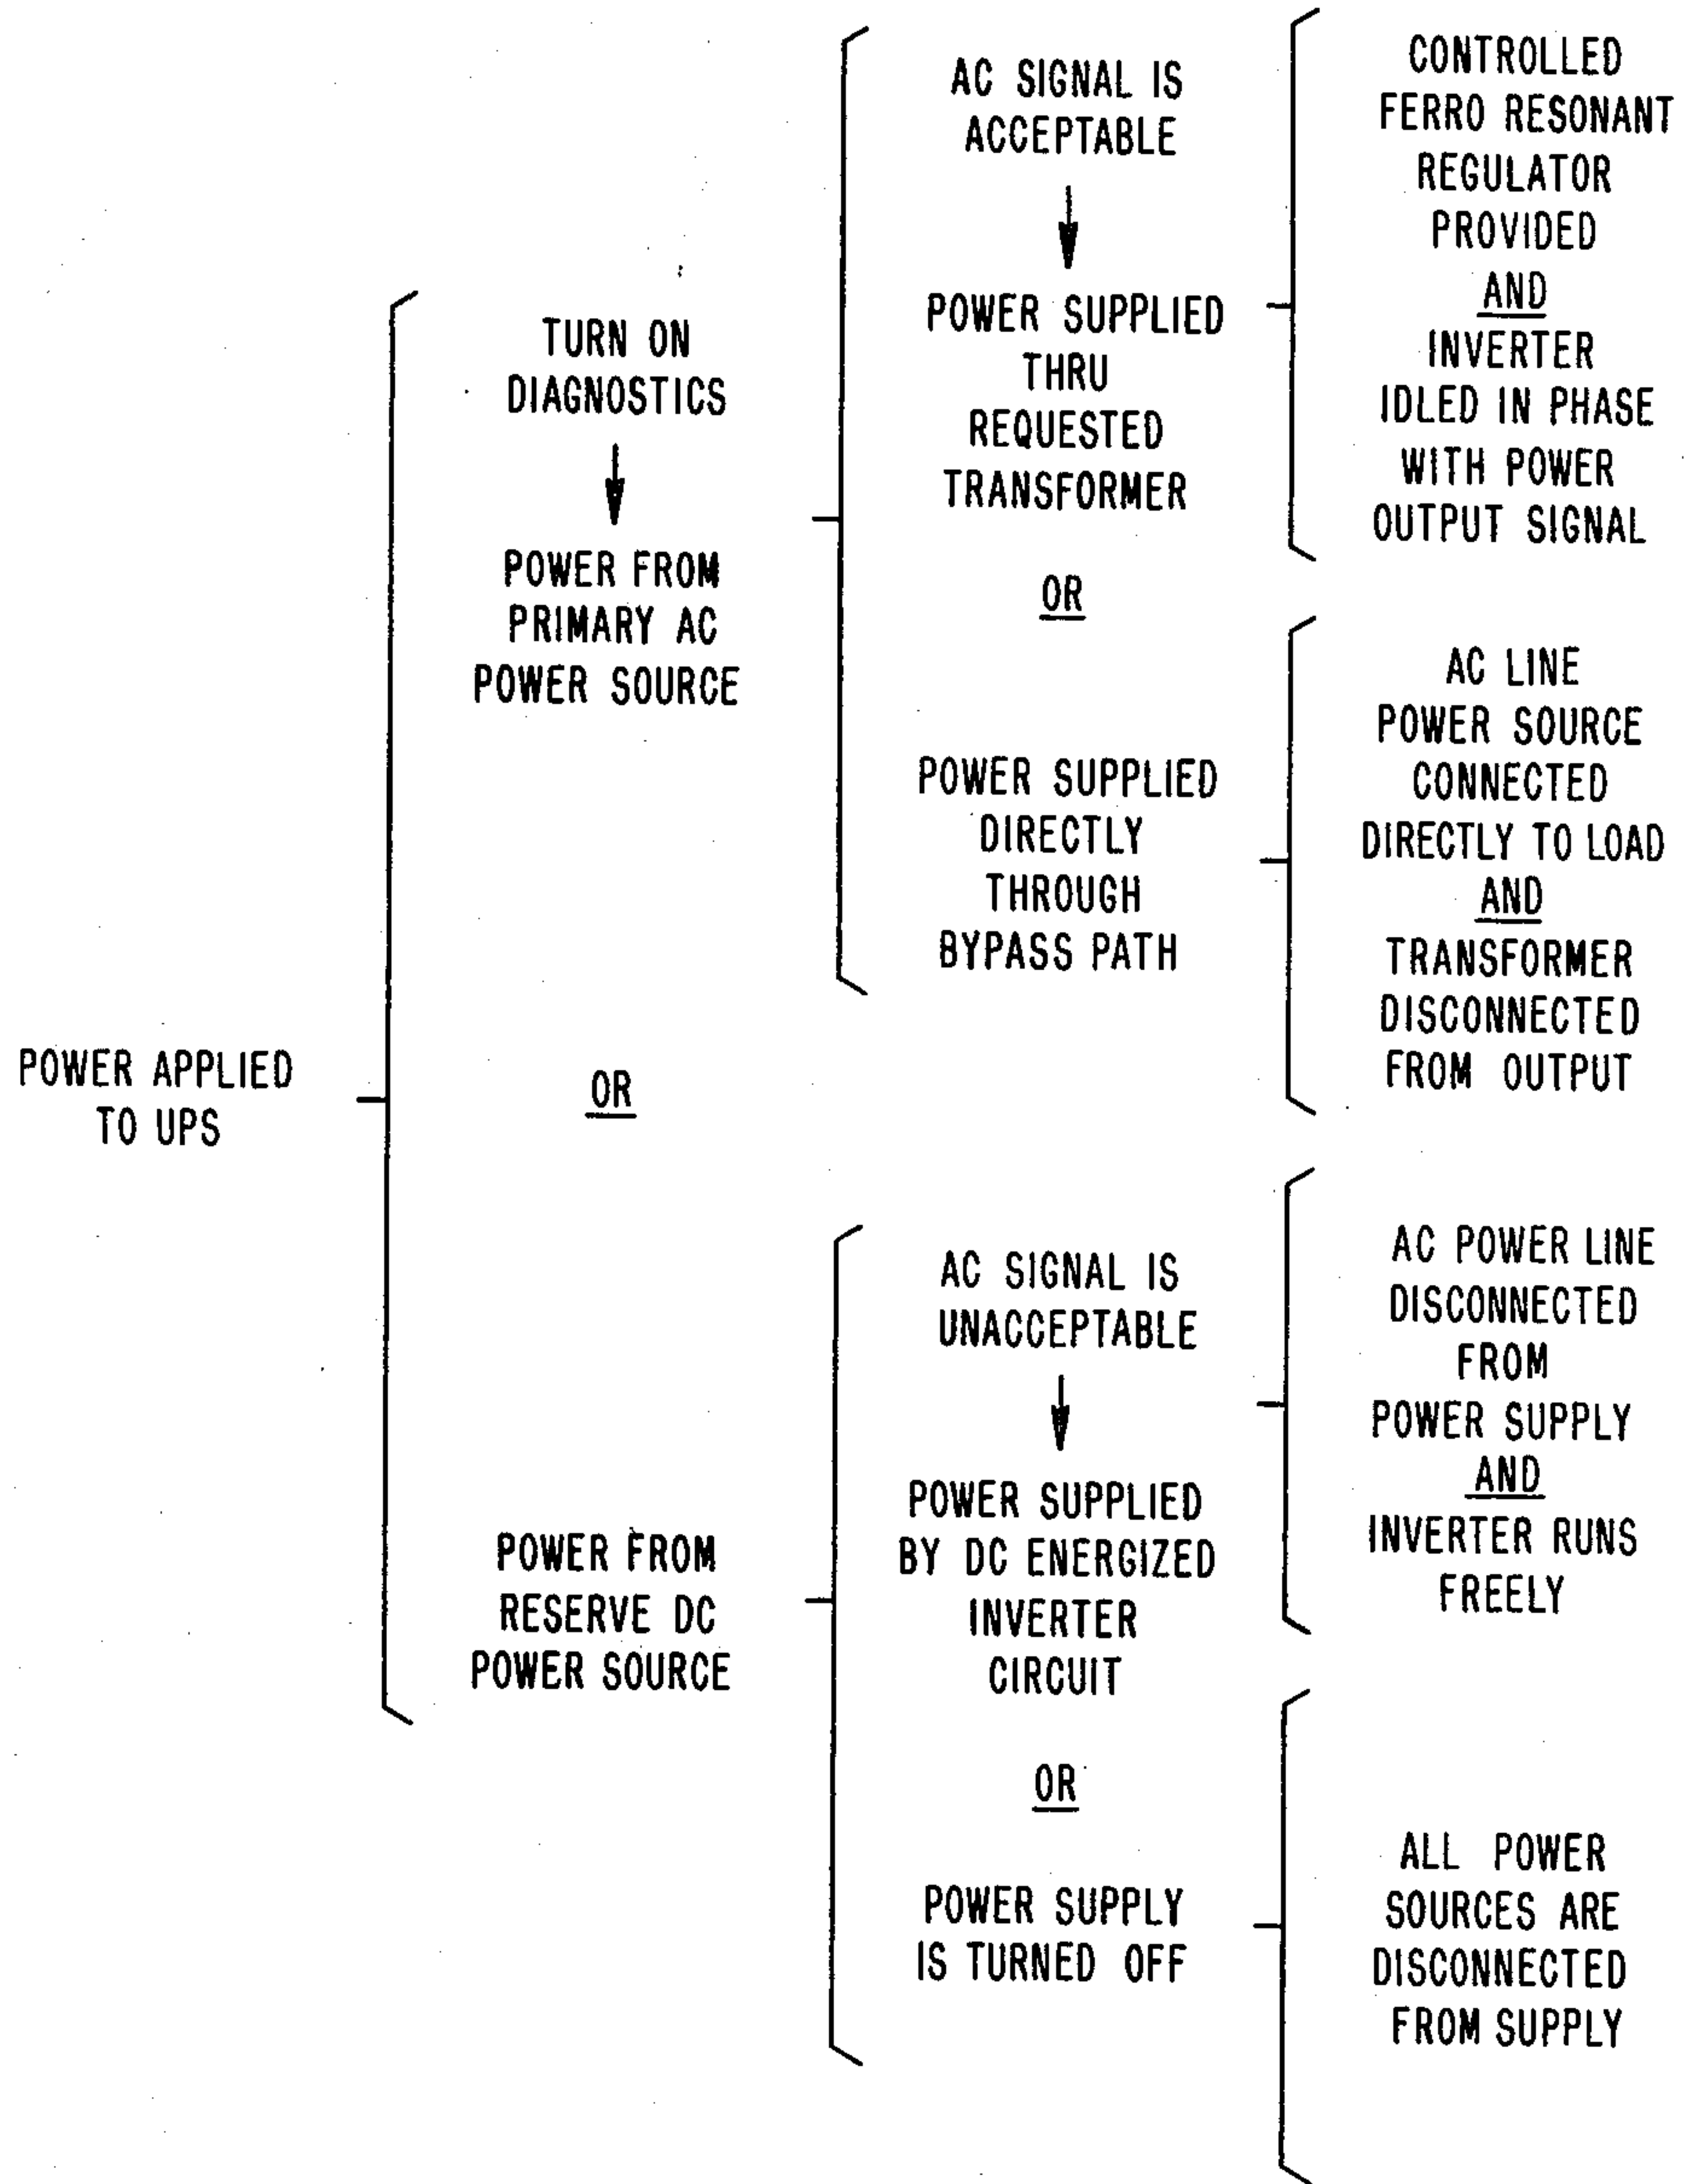 POWER APPLIED
TO UPS
TURN ON
DIAGNOSTICS
POWER FROM
PRIMARY AC
POWER SOURCE
OR
POWER FROM
RESERVE DC
POWER SOURCE
AC SIGNAL IS
ACCEPTABLE
POWER SUPPLIED
THRU
REQUESTED
TRANSFORMER
OR
POWER SUPPLIED
DIRECTLY
THROUGH
BYPASS PATH
AC SIGNAL IS
UNACCEPTABLE
POWER SUPPLIED
BY DC ENERGIZED
INVERTER
CIRCUIT
OR
POWER SUPPLY
IS TURNED OFF
CONTROLLED
FERRO RESONANT
REGULATOR
PROVIDED
AND
INVERTER
IDLED IN PHASE
WITH POWER
OUTPUT SIGNAL
AC LINE
POWER SOURCE
CONNECTED
DIRECTLY TO LOAD
AND
TRANSFORMER
DISCONNECTED
FROM OUTPUT
AC POWER LINE
DISCONNECTED
FROM
POWER SUPPLY
AND
INVERTER RUNS
FREELY
ALL POWER
SOURCES ARE
DISCONNECTED
FROM SUPPLY